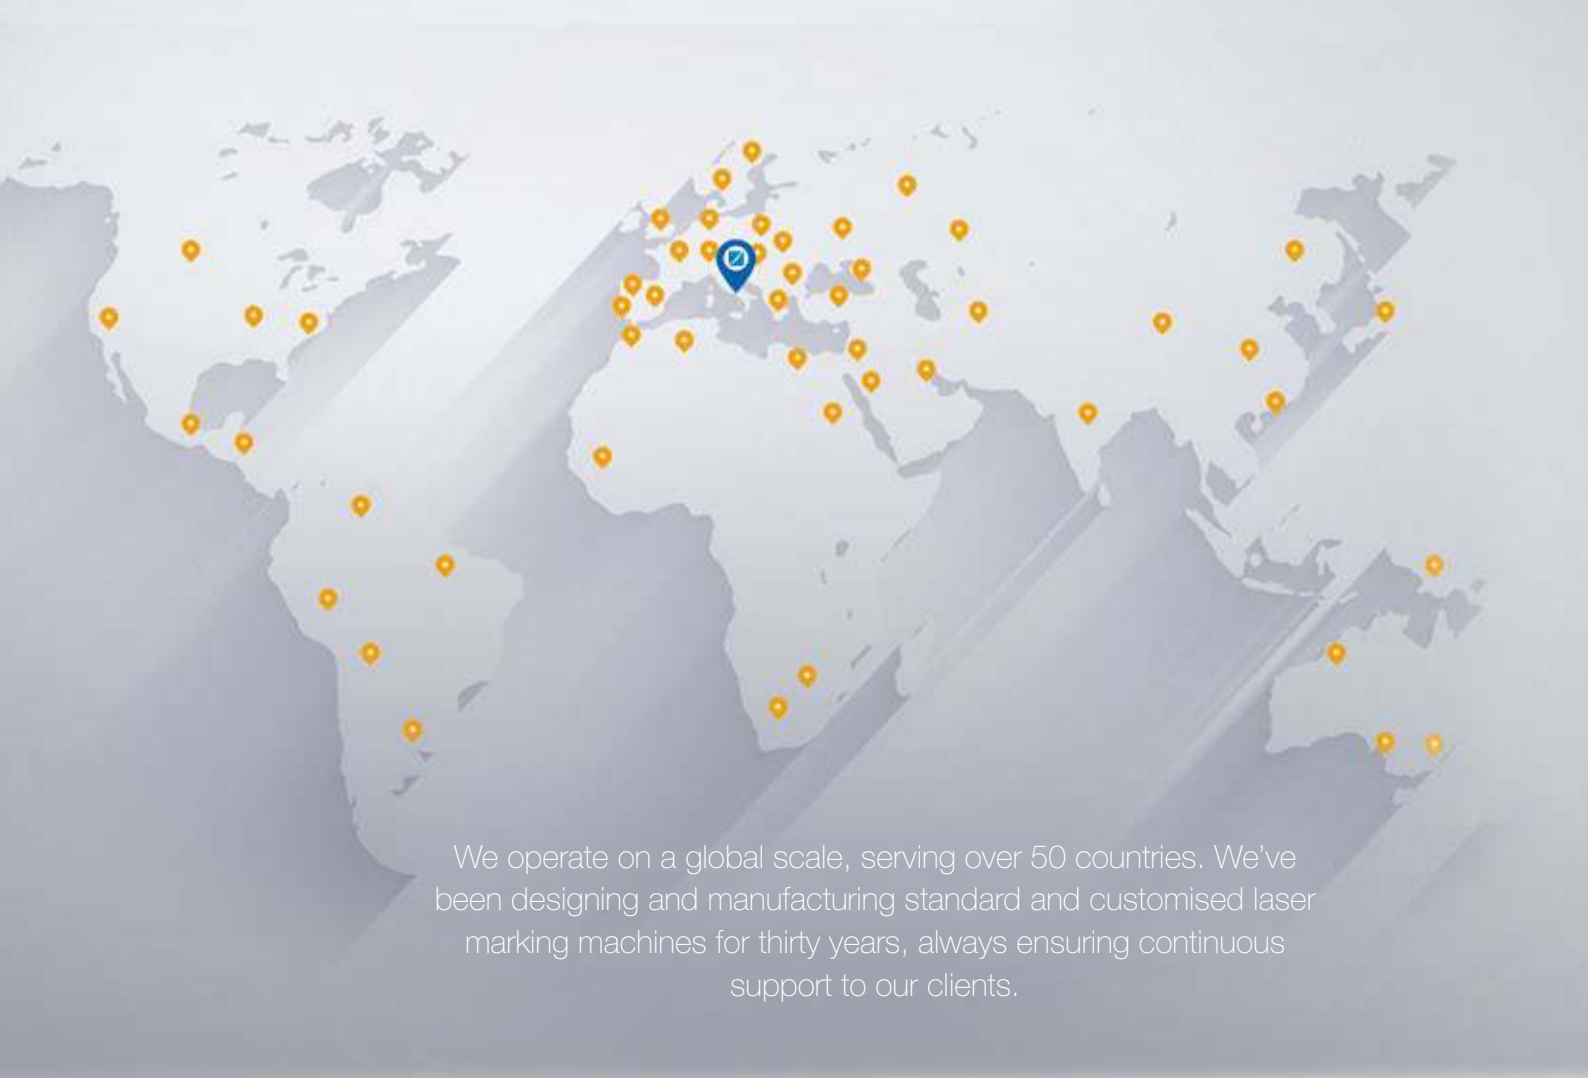 We operate on a global scale, serving over 50 countries. We've
been designing and manufacturing standard and customised laser
marking machines for thirty years, always ensuring continuous
support to our clients.